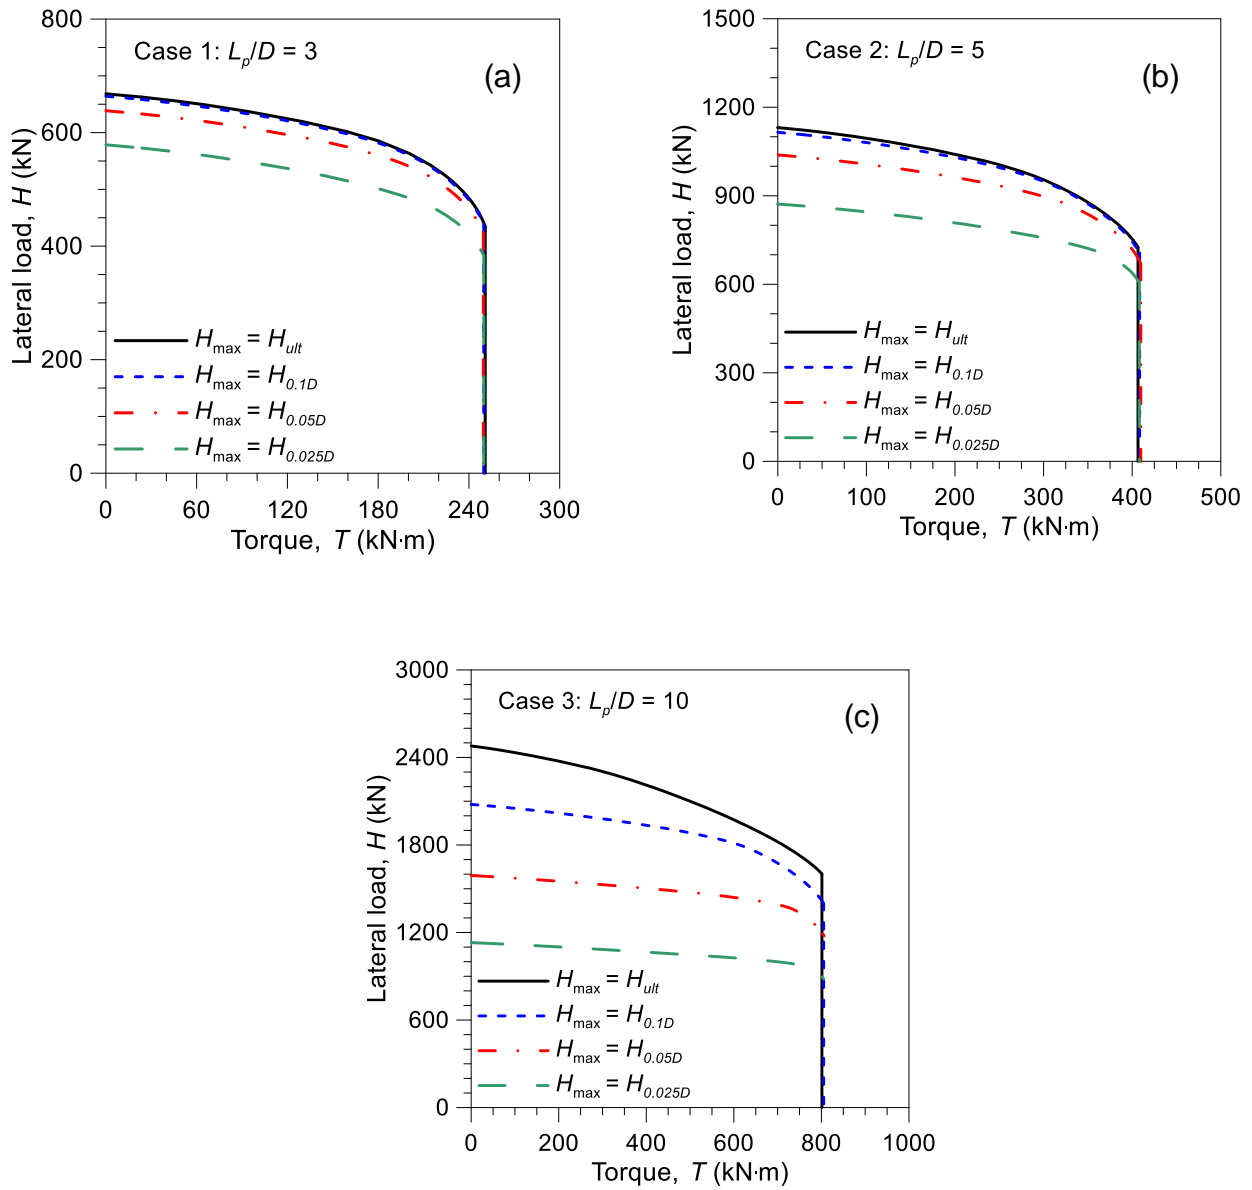 Case 1: Lp/D = 3
(a)
800
600
400
200
0
Lateral load, H (kN)
Hmax = Hult
Hmax = H0.1D
Hmax = H0.05D
Hmax = H0.025D
0 60 120 180 240 300
Torque, T (kN·m)
Case 2: Lp/D = 5
(b)
1500
1200
900
600
300
0
Lateral load, H (kN)
Hmax = Hult
Hmax = H0.1D
Hmax = H0.05D
Hmax = H0.025D
0 100 200 300 400 500
Torque, T (kN·m)
Case 3: Lp/D = 10
(c)
3000
2400
1800
1200
600
0
Lateral load, H (kN)
Hmax = Hult
Hmax = H0.1D
Hmax = H0.05D
Hmax = H0.025D
0 200 400 600 800 1000
Torque, T (kN·m)